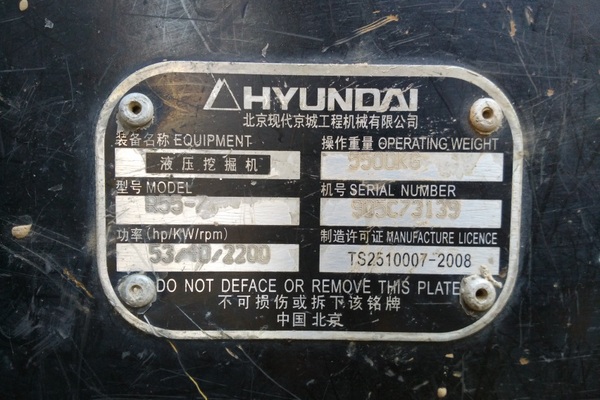 HYUNDAI
北京现代京城工程机械有限公司
装备名称 EQUIPMENT 操作重量 OPERATING WEIGHT
液压挖掘机
型号 MODEL 机号 SERIAL NUMBER
功率 (hp/KW/rpm) 制造许可证 MANUFACTURE LICENCE
53/40/2200 TS2510007-2008
DO NOT DEFACE OR REMOVE THIS PLATE
不可损伤或拆下该铭牌
中国 北京